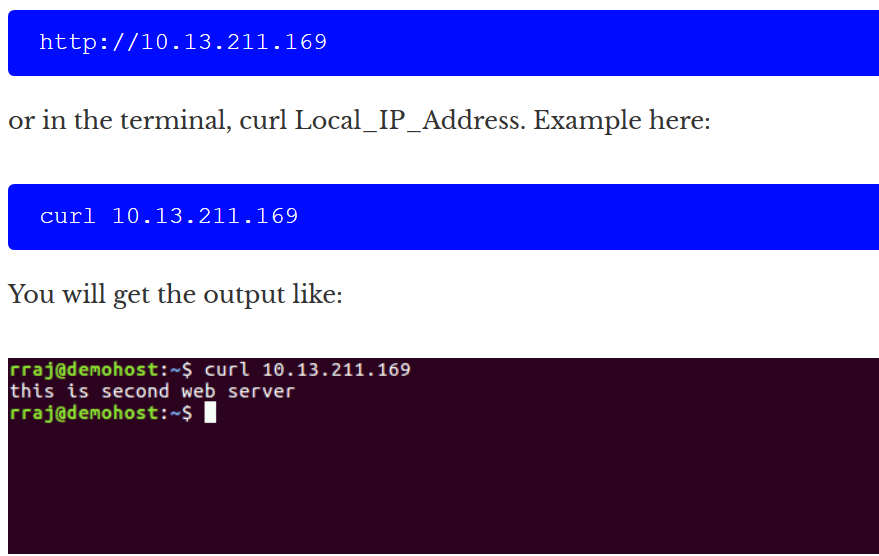 http://10.13.211.169
or in the terminal, curl Local_IP_Address. Example here:
curl 10.13.211.169
You will get the output like:
rraj@demohost:~$ curl 10.13.211.169
this is second web server
rraj@demohost:~$